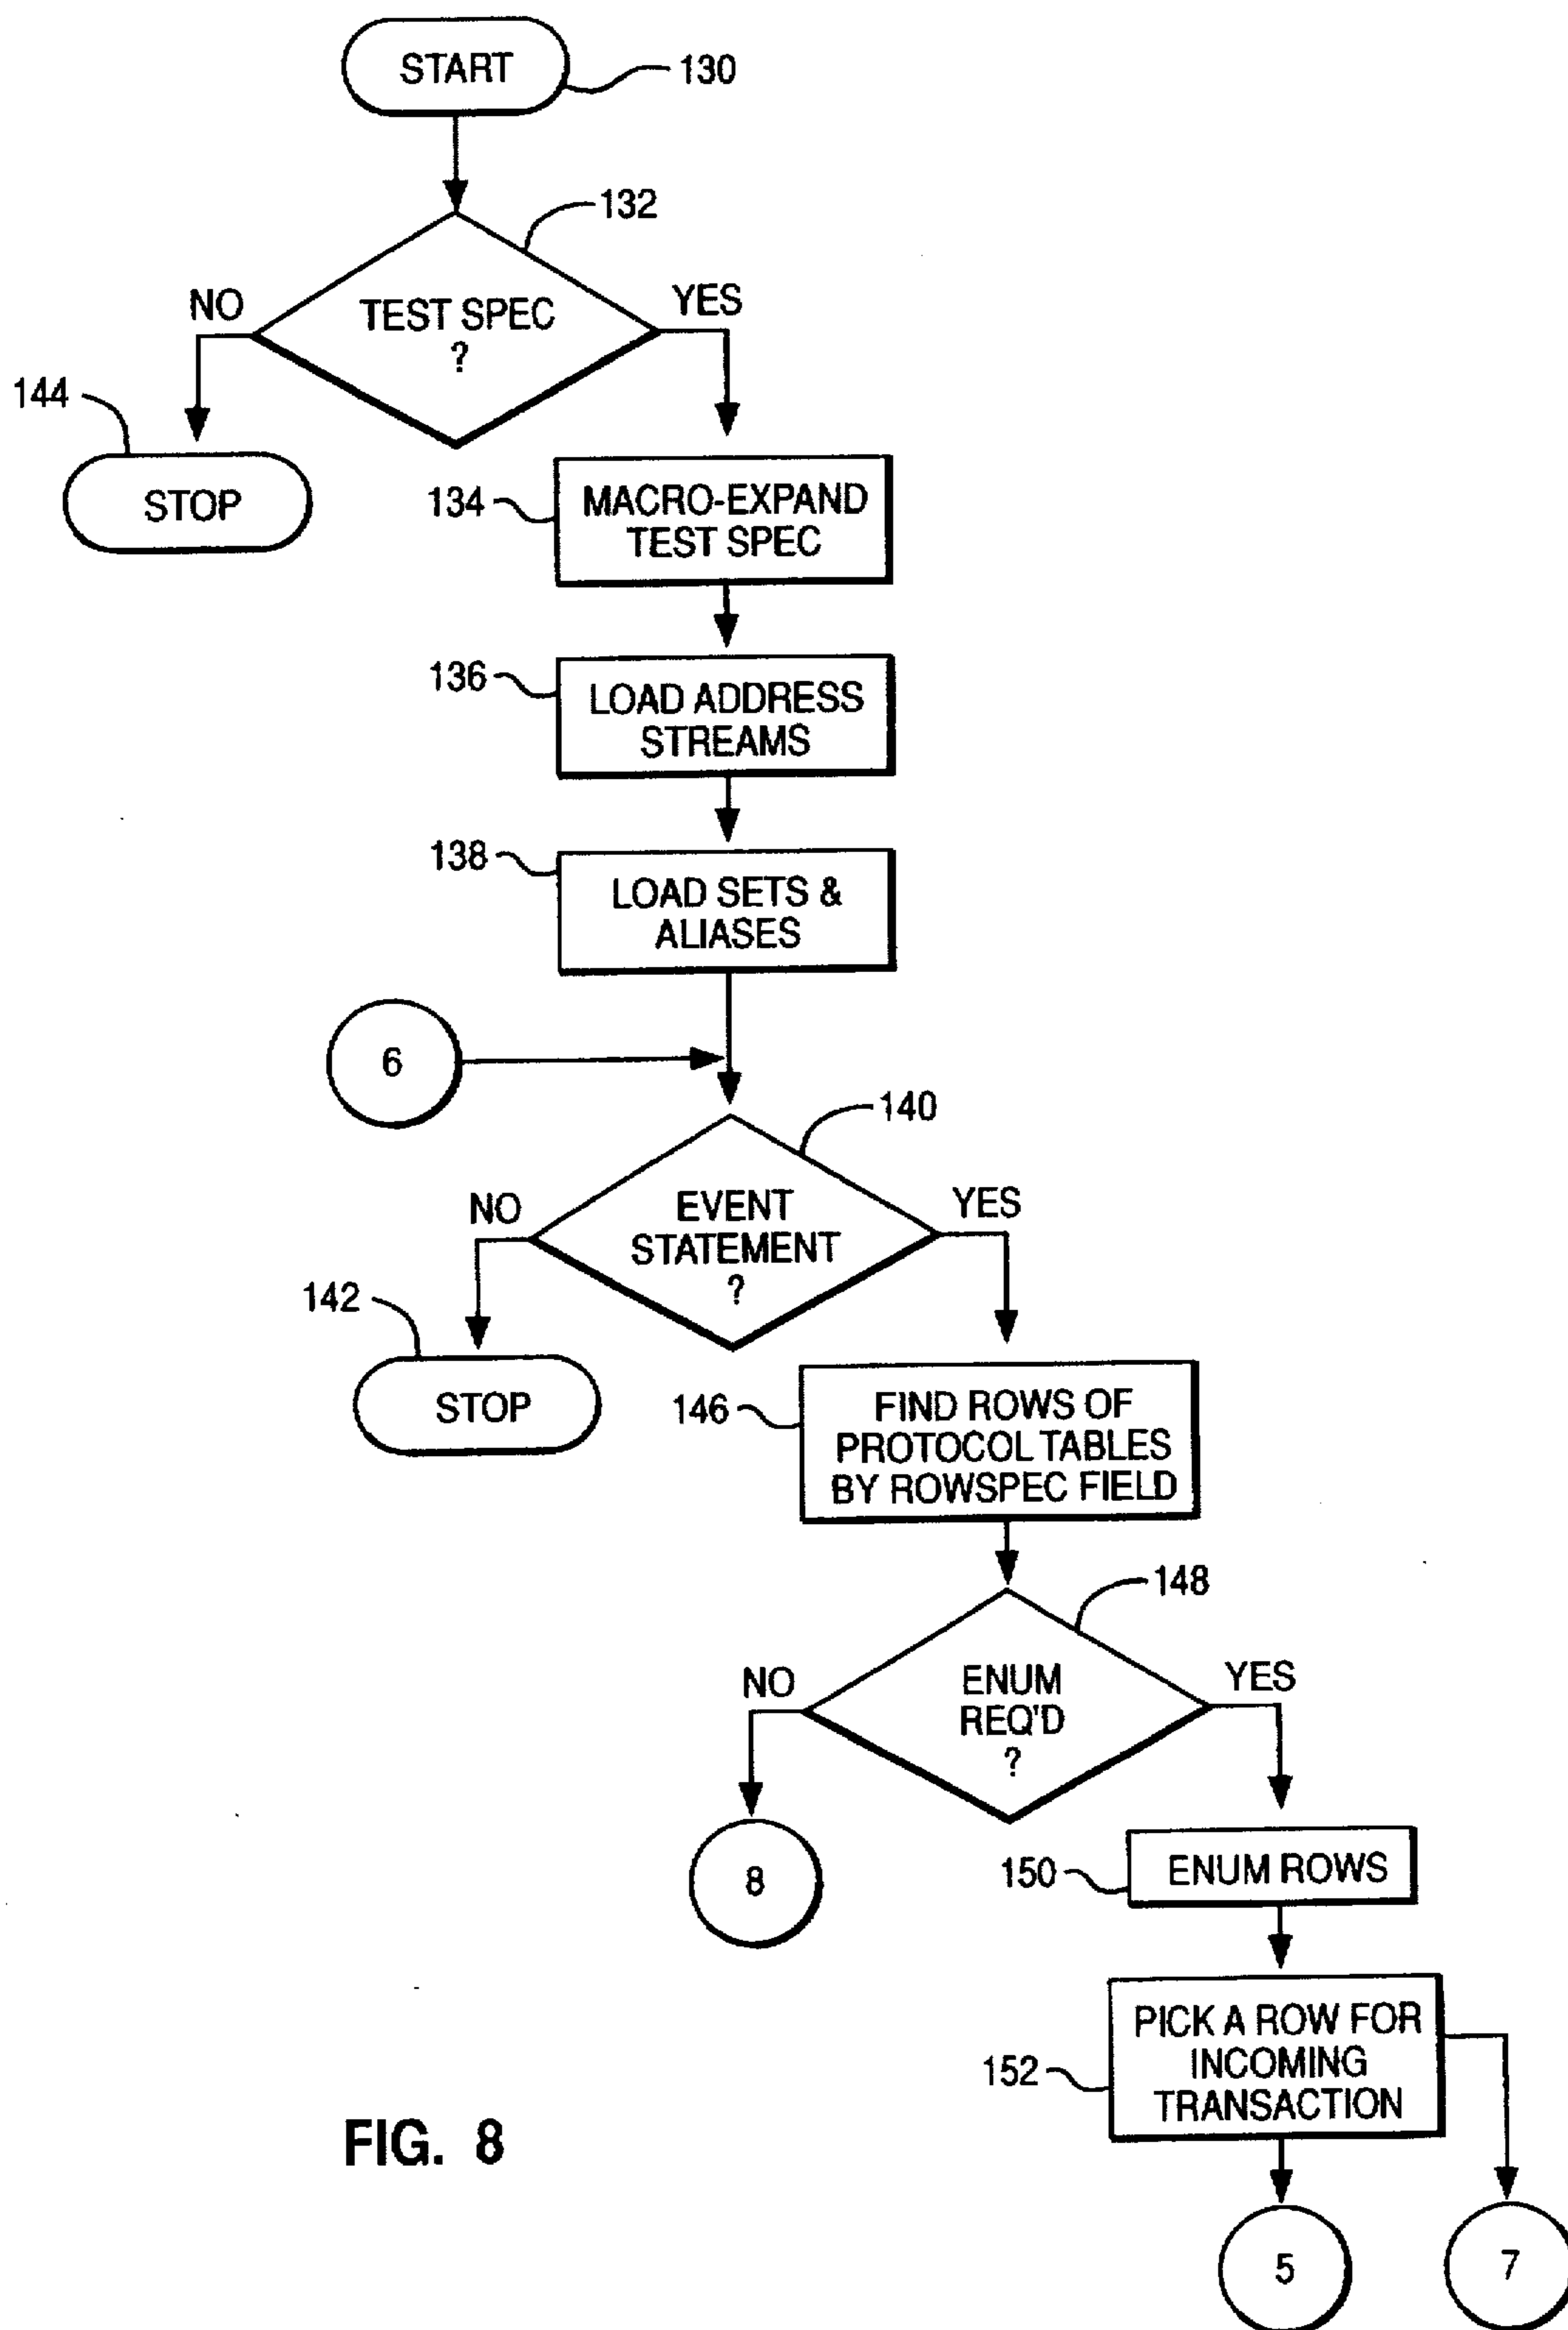 START
130
132
NO
TEST SPEC
?
YES
144
STOP
134
MACRO-EXPAND
TEST SPEC
136
LOAD ADDRESS
STREAMS
138
LOAD SETS &
ALIASES
6
140
NO
EVENT
STATEMENT
?
YES
142
STOP
146
FIND ROWS OF
PROTOCOL TABLES
BY ROWSPEC FIELD
148
NO
ENUM
REQ'D
?
YES
8
150
ENUM ROWS
152
PICK A ROW FOR
INCOMING
TRANSACTION
FIG. 8
5
7